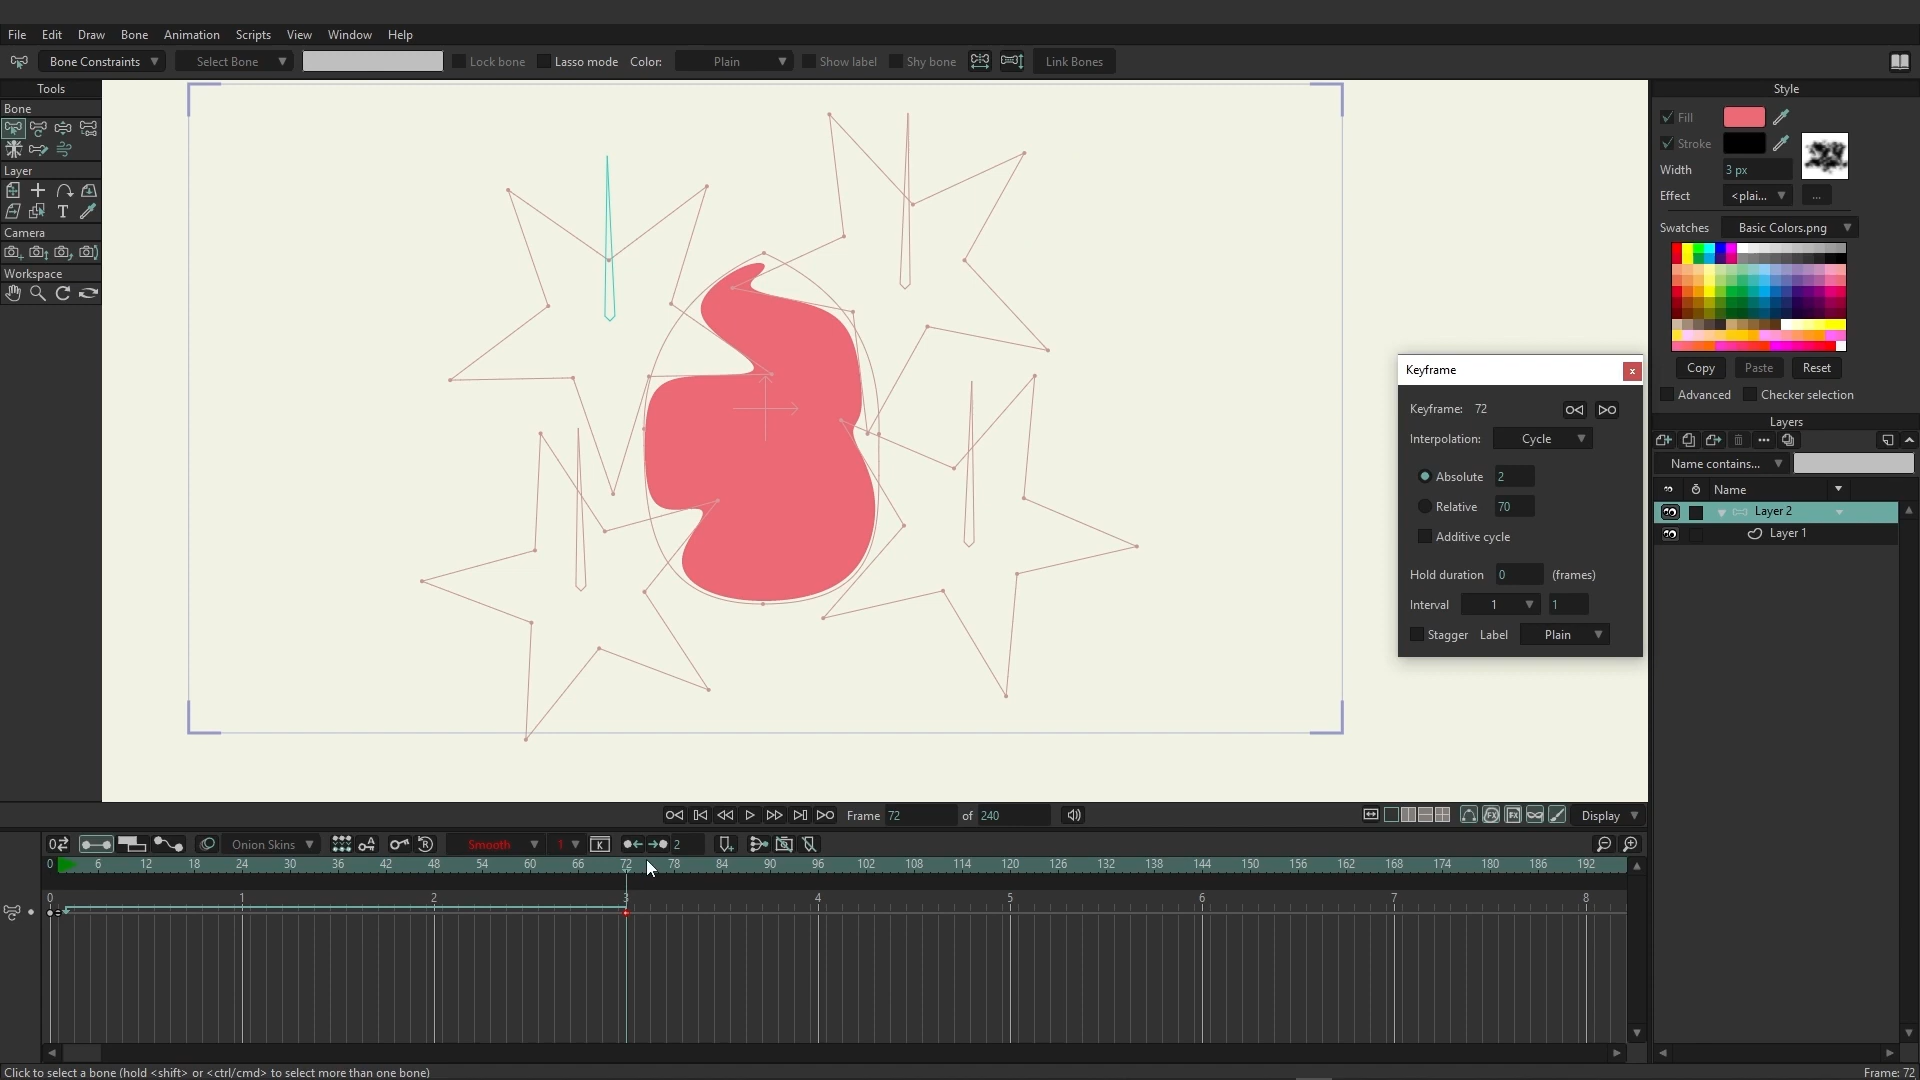 File Edit Draw Bone Animation Scripts View Window Help
Bone Constraints Select Bone Lock bone Lasso mode Color: Plain Show label Shy bone Link Bones
Tools
Bone
Layer
T
Camera
Workspace
Style
Fill
Stroke
Width 3 px
Effect <plai... ...
Swatches Basic Colors.png
Copy Paste Reset
Advanced Checker selection
Keyframe x
Keyframe: 72
Interpolation: Cycle
Absolute 2
Relative 70
Additive cycle
Hold duration 0 (frames)
Interval 1 1
Stagger Label Plain
Layers
Name contains...
Name
Layer 2
Layer 1
Frame 72 of 240 Display
Onion Skins Smooth 1 K 2
0 6 12 18 24 30 36 42 48 54 60 66 72 78 84 90 96 102 108 114 120 126 132 138 144 150 156 162 168 174 180 186 192
0 1 2 3 4 5 6 7 8
Click to select a bone (hold <shift> or <ctrl/cmd> to select more than one bone) Frame: 72